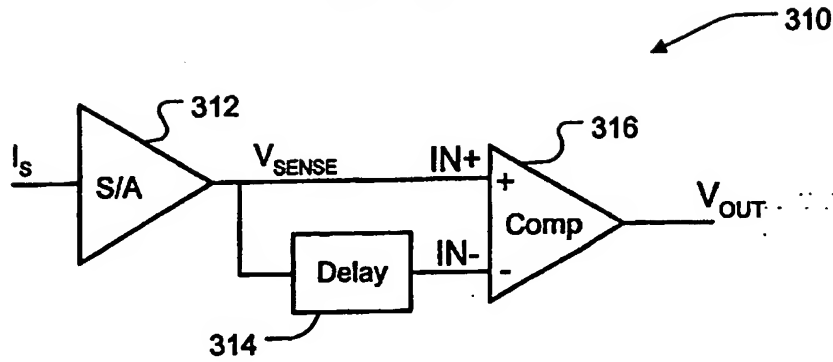 310
312
316
I_S
S/A
V_SENSE
IN+
+
Comp
V_OUT
Delay
IN-
-
314